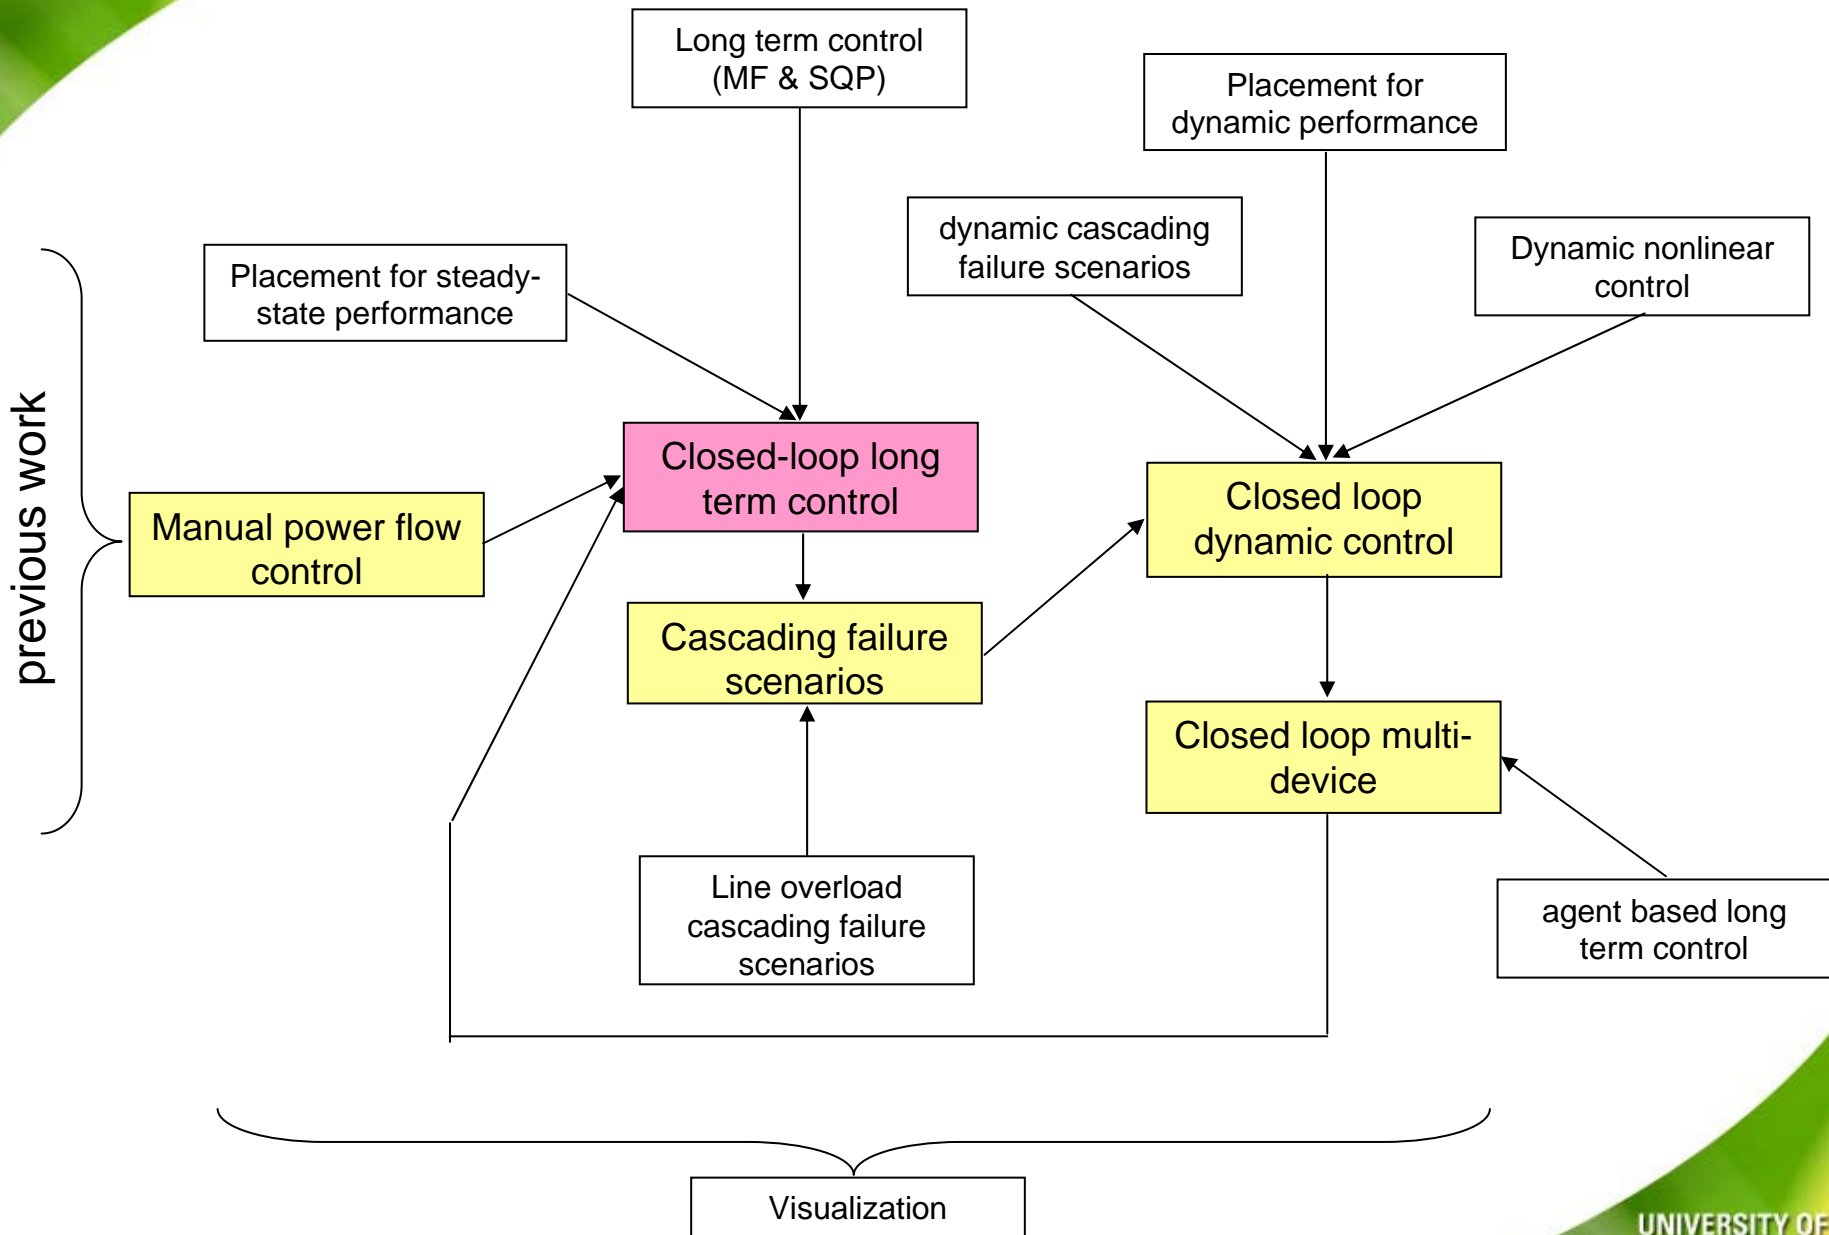 Long term control
(MF & SQP)
Placement for
dynamic performance
dynamic cascading
failure scenarios
Dynamic nonlinear
control
Placement for steady-
state performance
previous work
Closed-loop long
term control
Closed loop
dynamic control
Manual power flow
control
Cascading failure
scenarios
Closed loop multi-
device
Line overload
cascading failure
scenarios
agent based long
term control
Visualization
UNIVERSITY OF